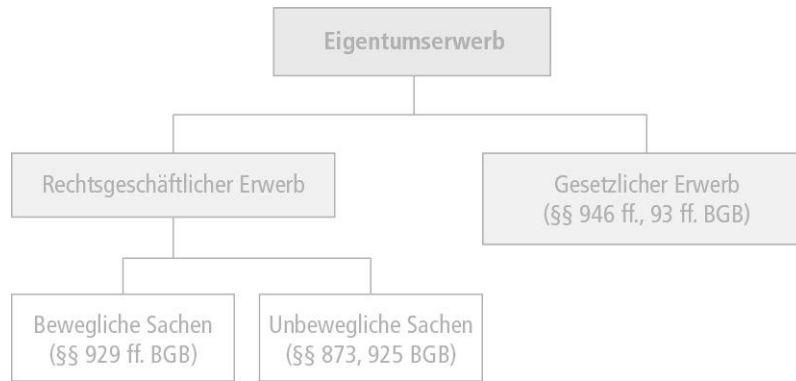 Eigentumserwerb
Rechtsgeschäftlicher Erwerb
Gesetzlicher Erwerb
(§§ 946 ff., 93 ff. BGB)
Bewegliche Sachen
(§§ 929 ff. BGB)
Unbewegliche Sachen
(§§ 873, 925 BGB)